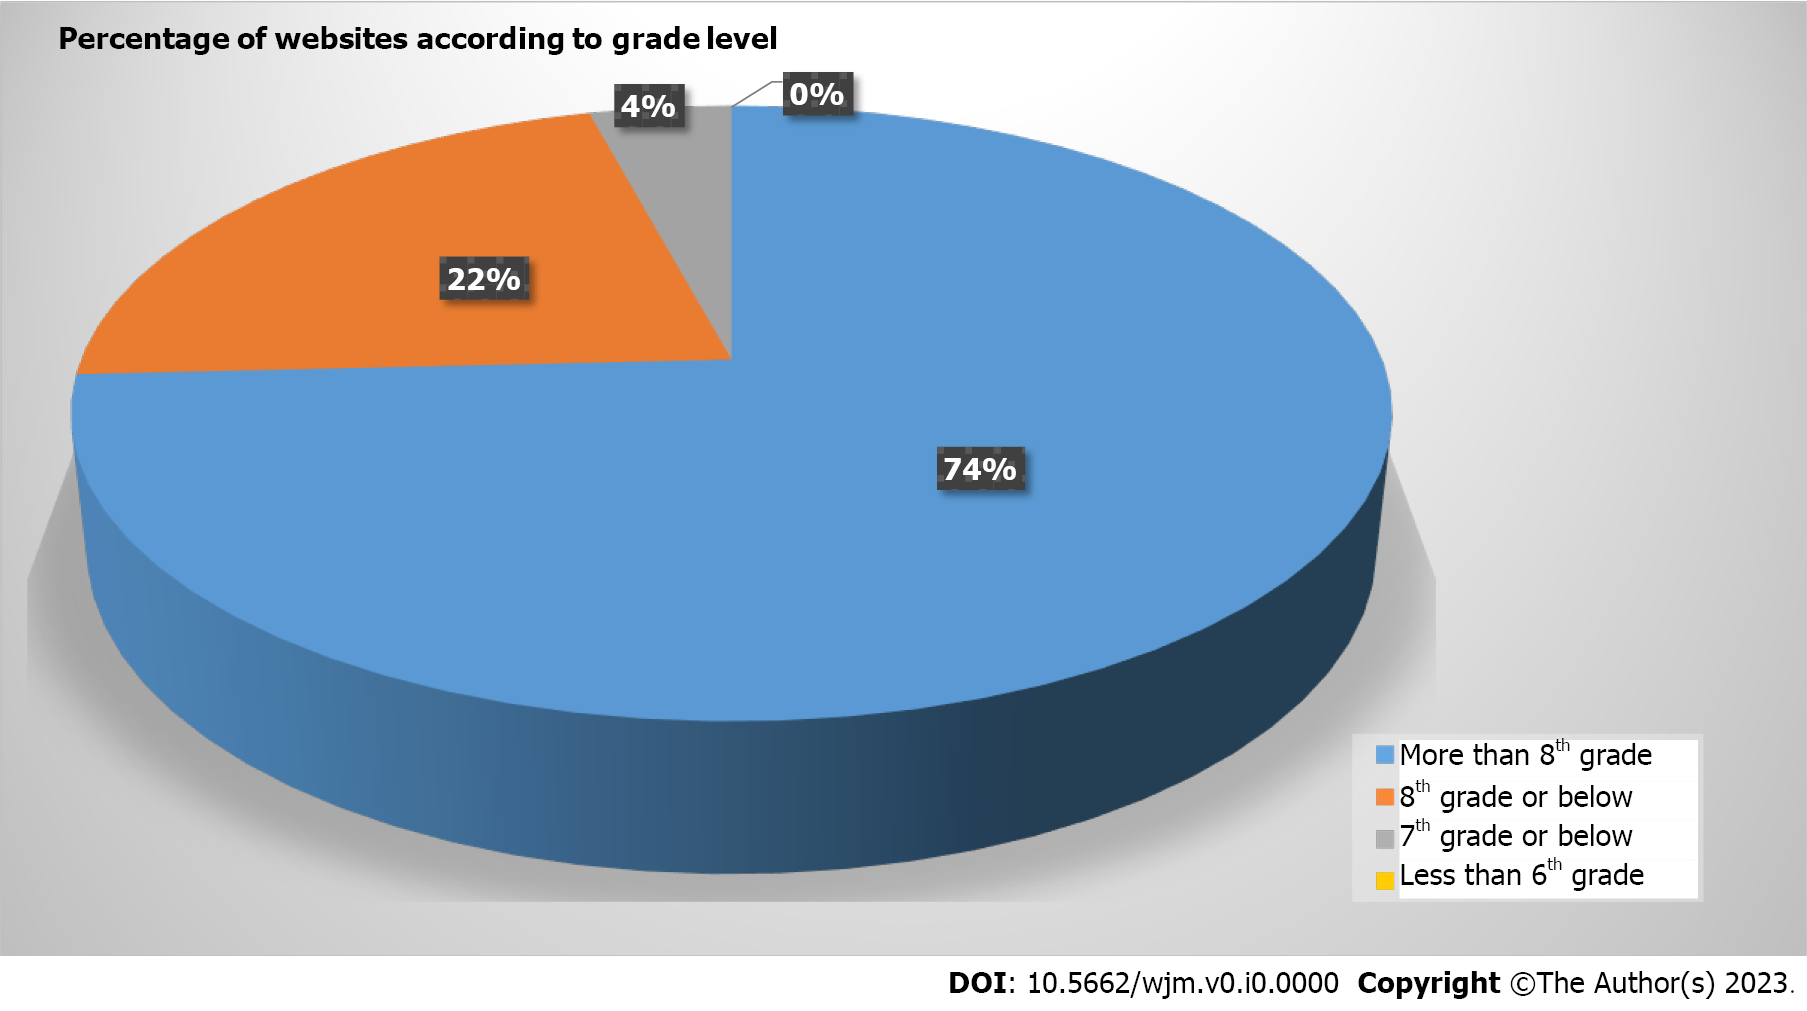 Percentage of websites according to grade level
4%
0%
22%
74%
More than 8th grade
8th grade or below
7th grade or below
Less than 6th grade
DOI: 10.5662/wjm.v0.i0.0000 Copyright ©The Author(s) 2023.